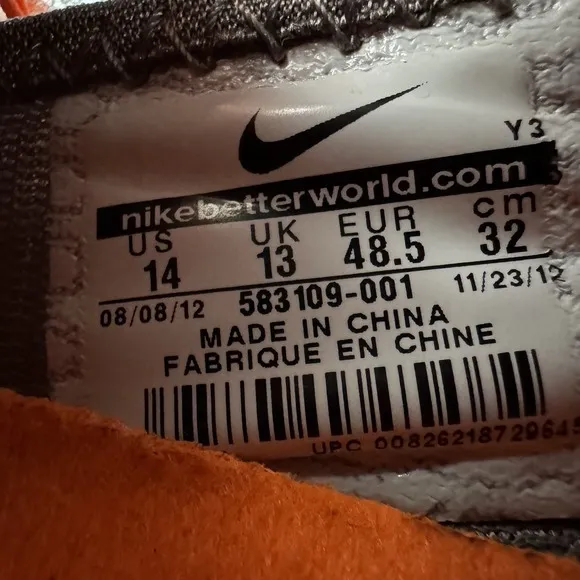 Y3
nikebetterworld.com
US UK EUR cm
14 13 48.5 32
08/08/12 583109-001 11/23/12
MADE IN CHINA
FABRIQUE EN CHINE
UPC 00826218729645